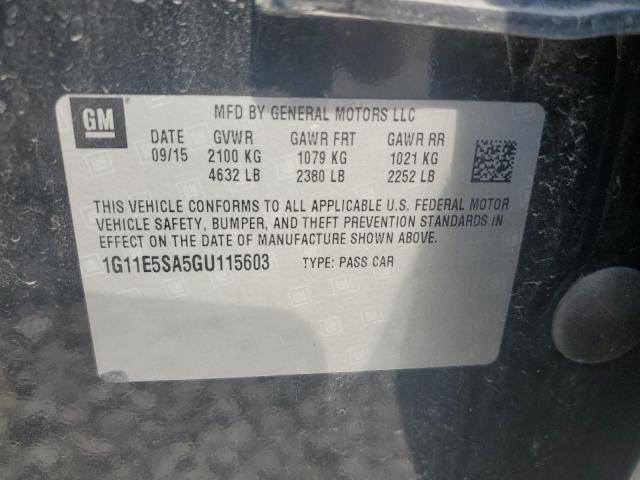 GM
MFD BY GENERAL MOTORS LLC
DATE GVWR GAWR FRT GAWR RR
09/15 2100 KG 1079 KG 1021 KG
4632 LB 2380 LB 2252 LB
THIS VEHICLE CONFORMS TO ALL APPLICABLE U.S. FEDERAL MOTOR
VEHICLE SAFETY, BUMPER, AND THEFT PREVENTION STANDARDS IN
EFFECT ON THE DATE OF MANUFACTURE SHOWN ABOVE.
1G11E5SA5GU115603 TYPE: PASS CAR